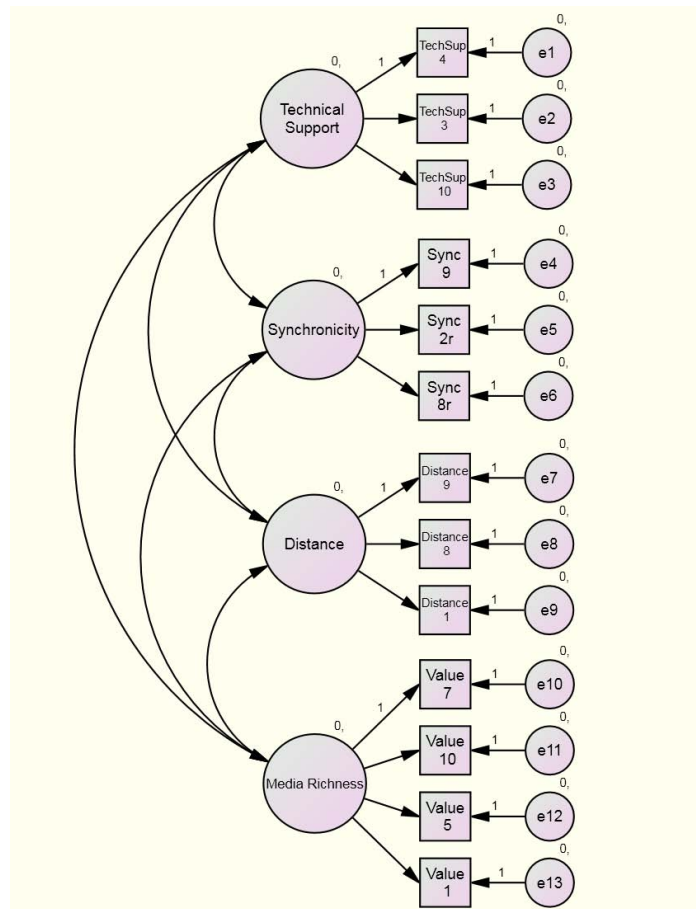 0,
0,
1
TechSup
4
1
e1
Technical
Support
0,
TechSup
3
1
e2
0,
TechSup
10
1
e3
0,
0,
1
Sync
9
1
e4
Synchronicity
0,
Sync
2r
1
e5
0,
Sync
8r
1
e6
0,
0,
1
Distance
9
1
e7
Distance
0,
Distance
8
1
e8
0,
Distance
1
1
e9
0,
0,
1
Value
7
1
e10
Media Richness
0,
Value
10
1
e11
0,
Value
5
1
e12
0,
Value
1
1
e13